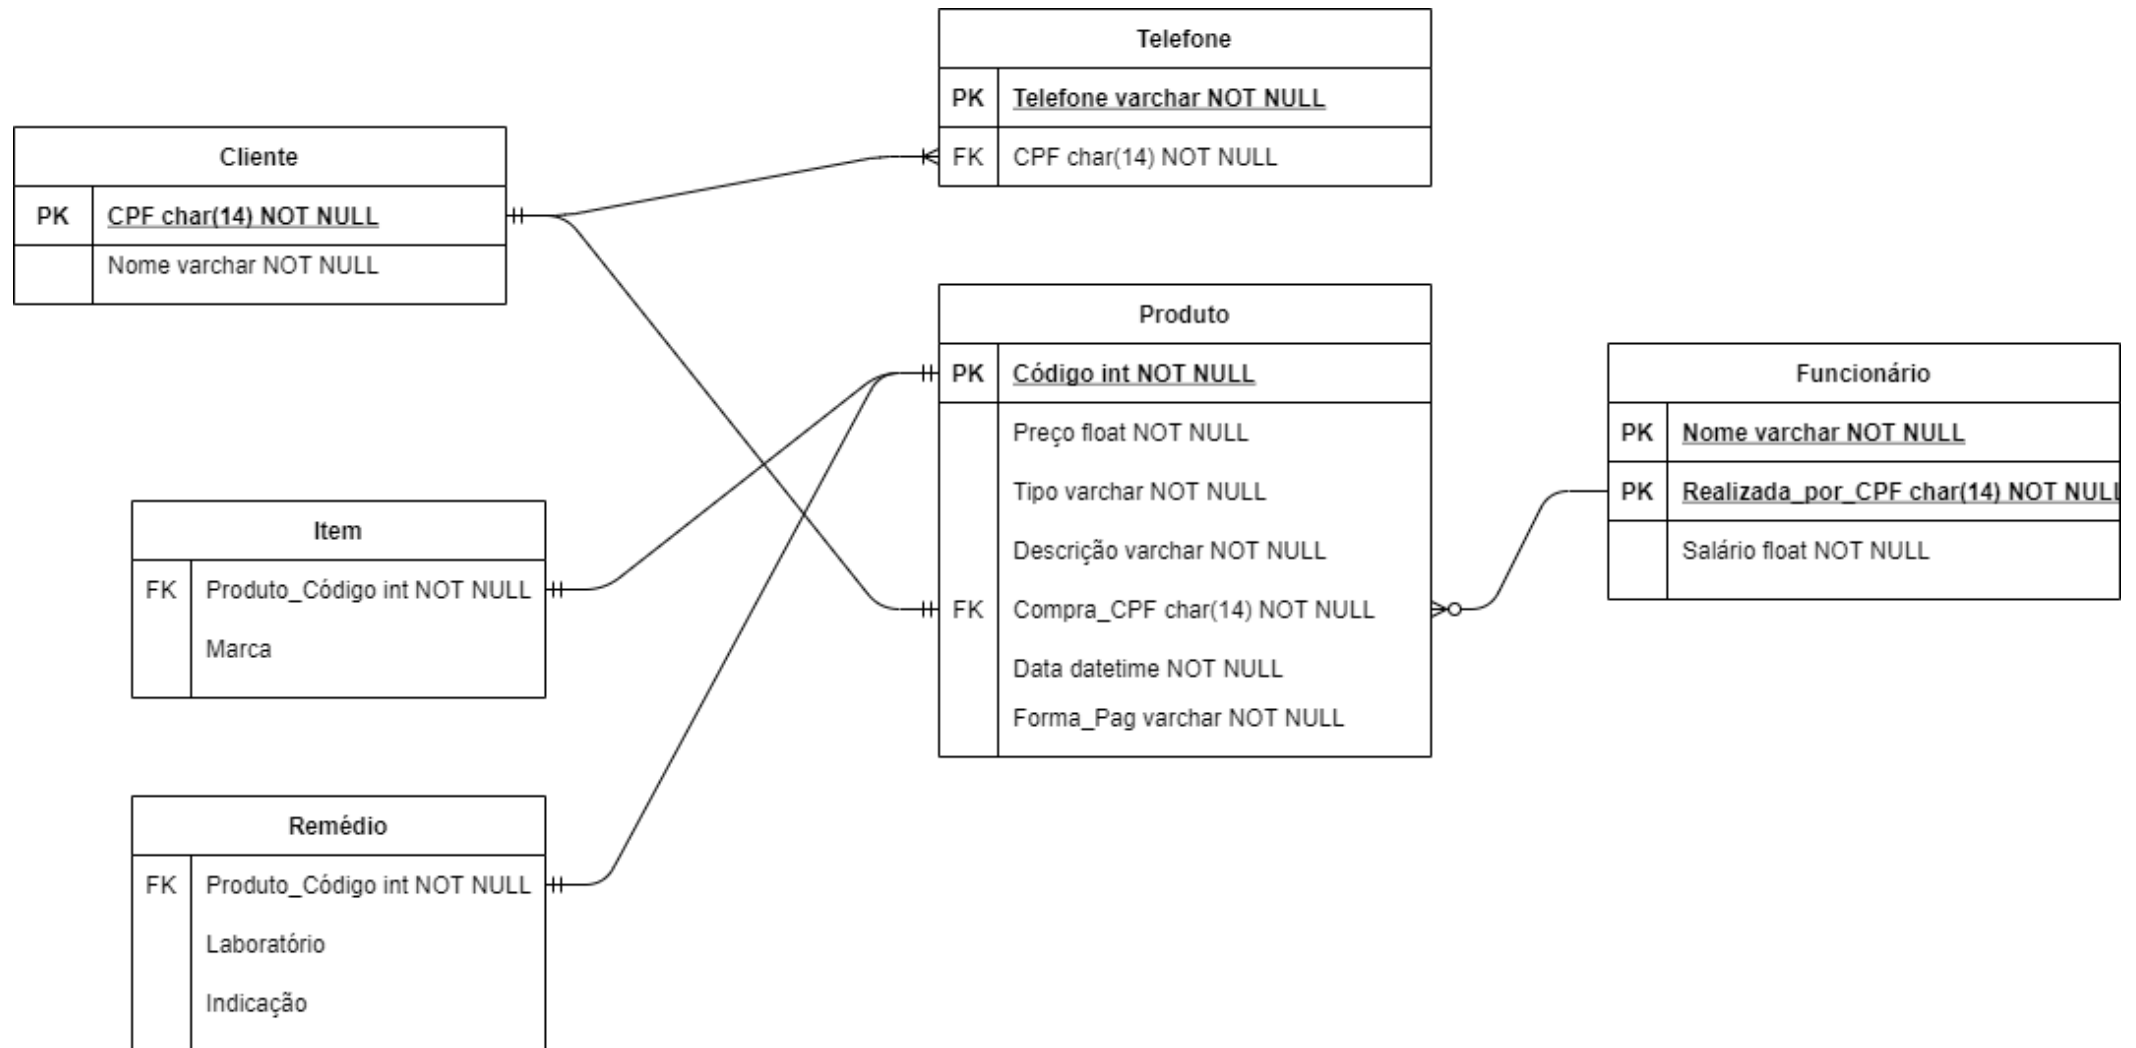 Telefone
PK Telefone varchar NOT NULL
FK CPF char(14) NOT NULL
Cliente
PK CPF char(14) NOT NULL
Nome varchar NOT NULL
Produto
PK Código int NOT NULL
Preço float NOT NULL
Tipo varchar NOT NULL
Descrição varchar NOT NULL
FK Compra_CPF char(14) NOT NULL
Data datetime NOT NULL
Forma_Pag varchar NOT NULL
Funcionário
PK Nome varchar NOT NULL
PK Realizada_por_CPF char(14) NOT NULL
Salário float NOT NULL
Item
FK Produto_Código int NOT NULL
Marca
Remédio
FK Produto_Código int NOT NULL
Laboratório
Indicação